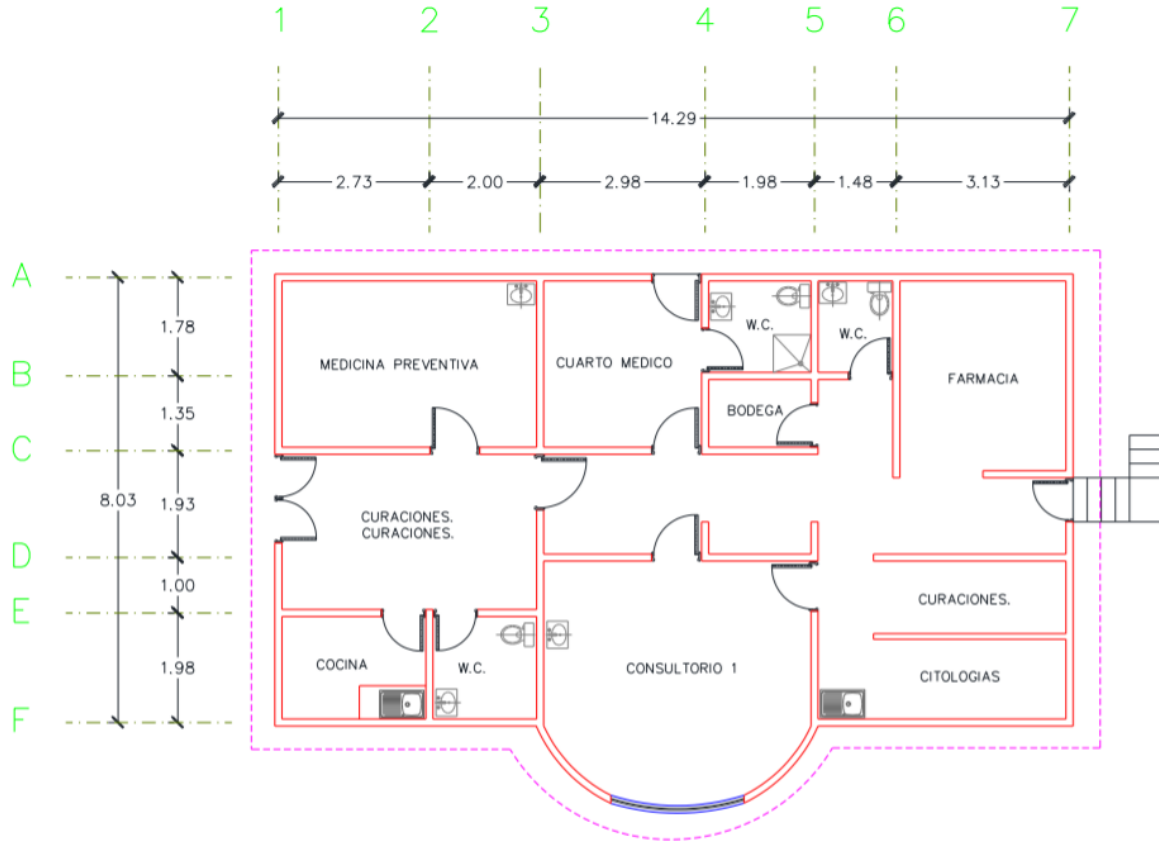 1 2 3 4 5 6 7
14.29
2.73 2.00 2.98 1.98 1.48 3.13
A
1.78
B
1.35
C
8.03
1.93
D
1.00
E
1.98
F
W.C.
W.C.
MEDICINA PREVENTIVA
CUARTO MEDICO
FARMACIA
BODEGA
CURACIONES.
CURACIONES.
CURACIONES.
COCINA
W.C.
CONSULTORIO 1
CITOLOGIAS